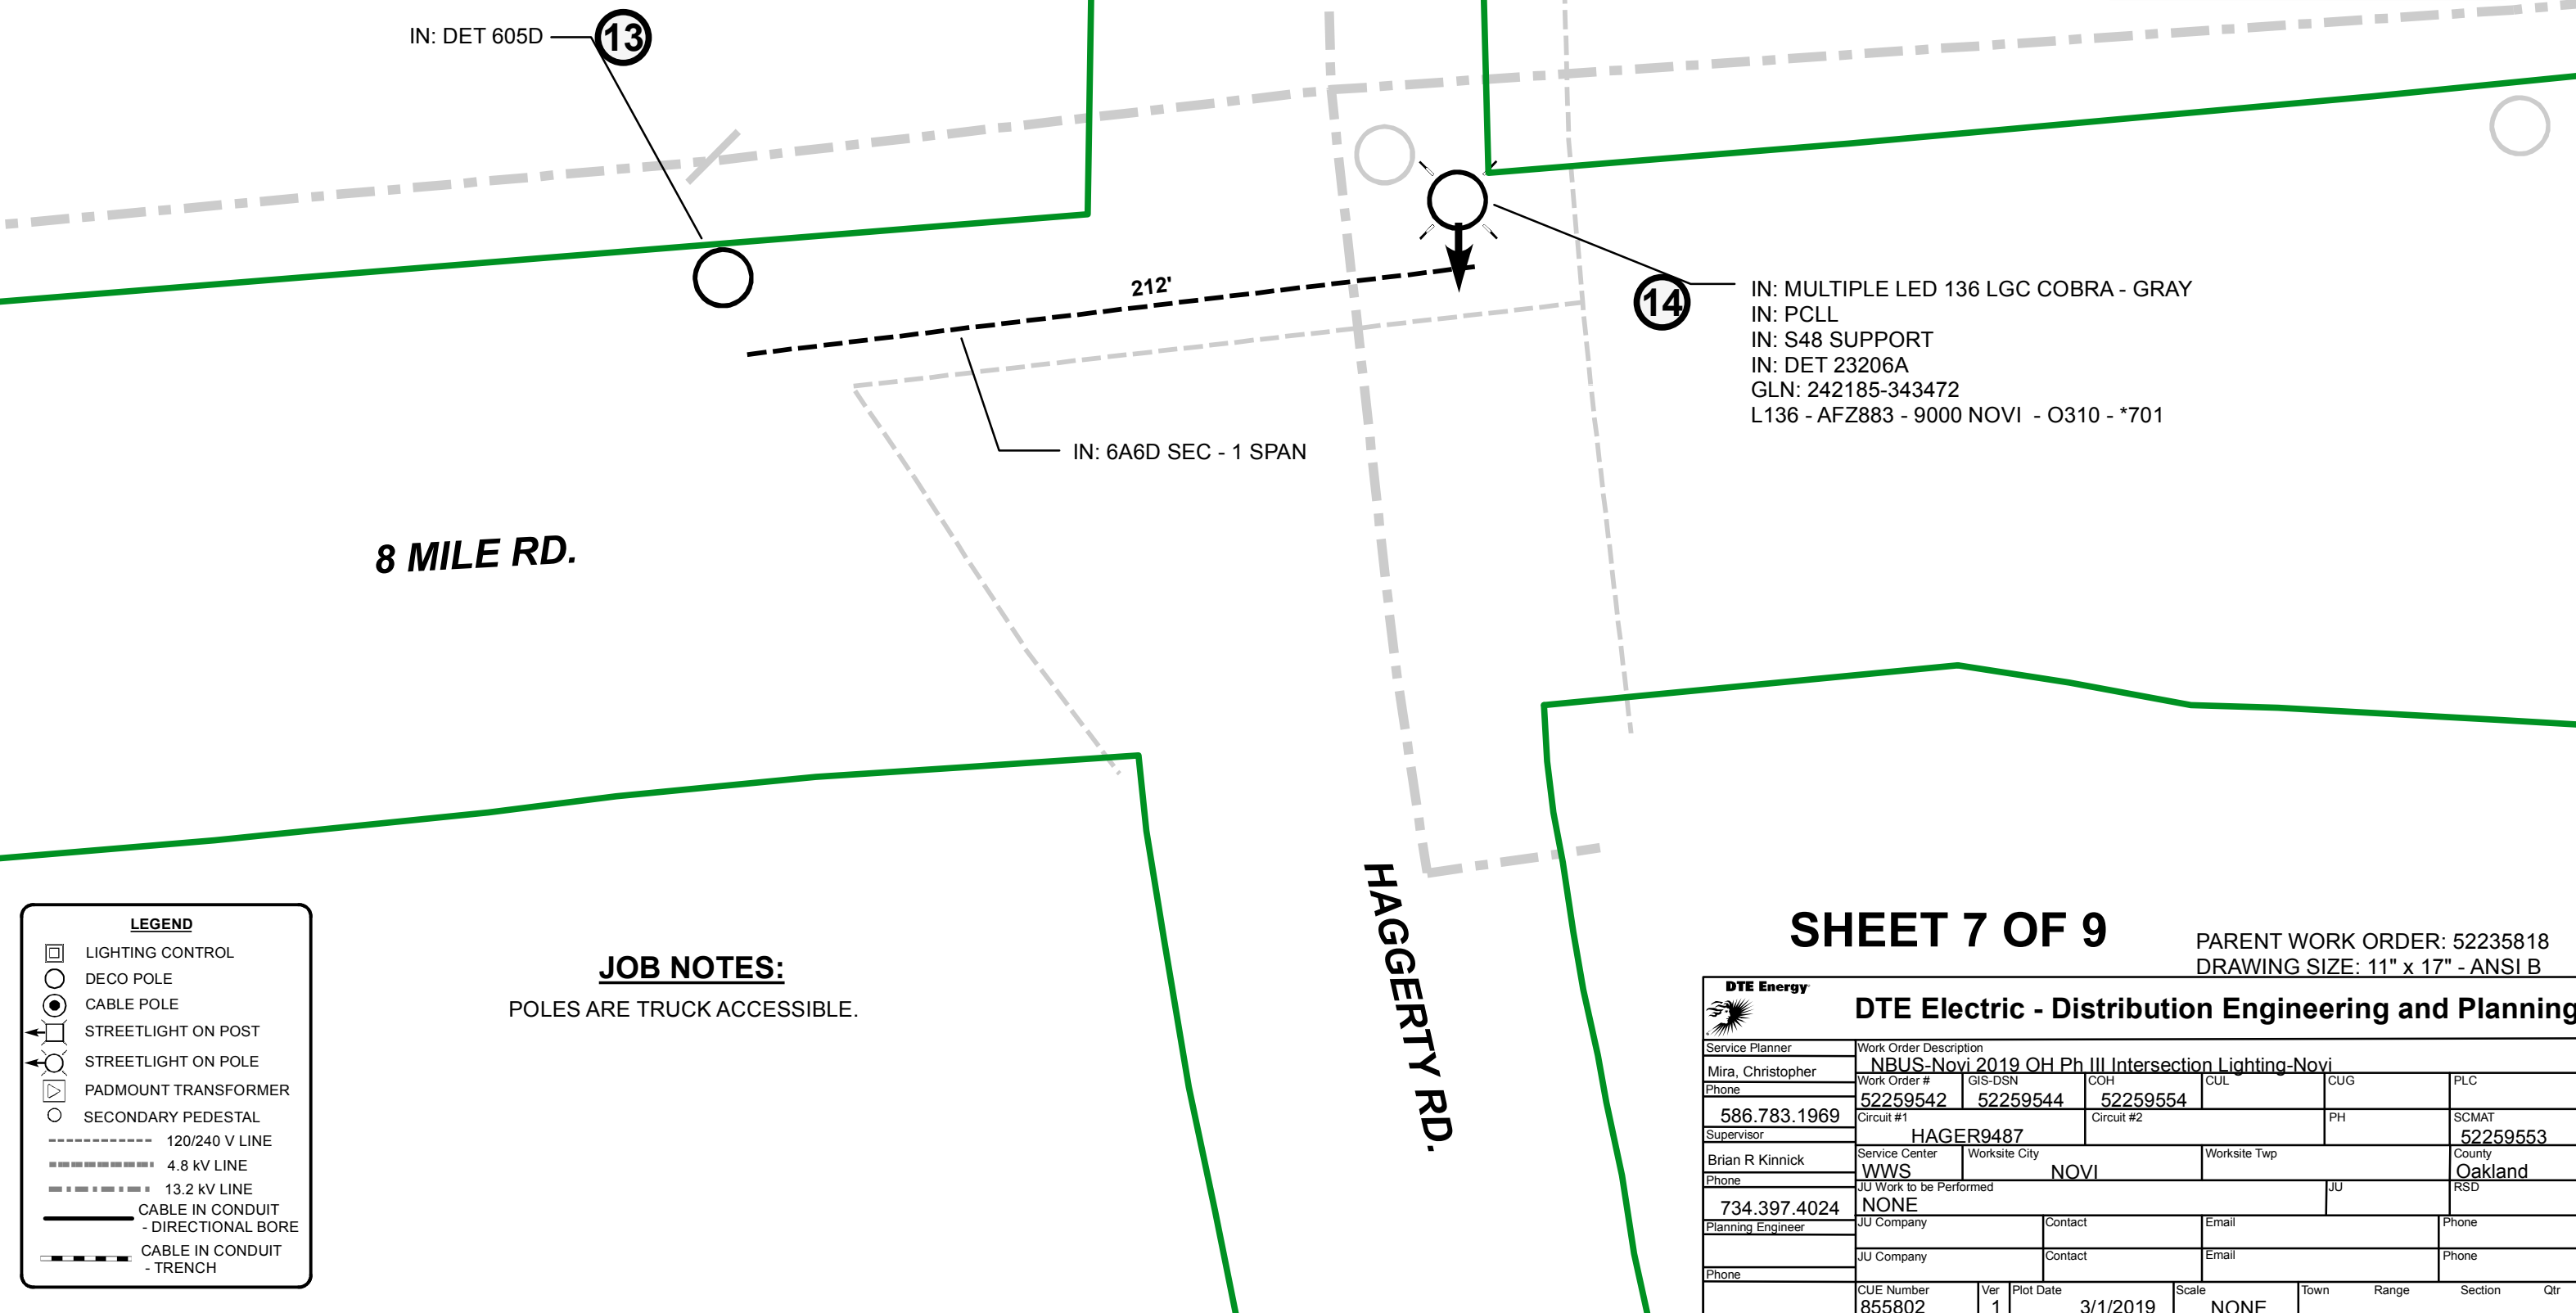 IN: DET 605D
13
212'
14
IN: MULTIPLE LED 136 LGC COBRA - GRAY
IN: PCLL
IN: S48 SUPPORT
IN: DET 23206A
GLN: 242185-343472
L136 - AFZ883 - 9000 NOVI - O310 - *701
IN: 6A6D SEC - 1 SPAN
8 MILE RD.
HAGGERTY RD.
LEGEND
LIGHTING CONTROL
DECO POLE
CABLE POLE
STREETLIGHT ON POST
STREETLIGHT ON POLE
PADMOUNT TRANSFORMER
SECONDARY PEDESTAL
120/240 V LINE
4.8 kV LINE
13.2 kV LINE
CABLE IN CONDUIT
- DIRECTIONAL BORE
CABLE IN CONDUIT
- TRENCH
JOB NOTES:
POLES ARE TRUCK ACCESSIBLE.
SHEET 7 OF 9
PARENT WORK ORDER: 52235818
DRAWING SIZE: 11" x 17" - ANSI B
DTE Energy
DTE Electric - Distribution Engineering and Planning
Service Planner
Mira, Christopher
Phone
586.783.1969
Supervisor
Brian R Kinnick
Phone
734.397.4024
Planning Engineer
Phone
Work Order Description
NBUS-Novi 2019 OH Ph III Intersection Lighting-Novi
Work Order # GIS-DSN COH CUL CUG PLC
52259542 52259544 52259554
Circuit #1 Circuit #2 PH SCMAT
HAGER9487 52259553
Service Center Worksite City Worksite Twp County
WWS NOVI Oakland
JU Work to be Performed JU RSD
NONE
JU Company Contact Email Phone
JU Company Contact Email Phone
CUE Number Ver Plot Date Scale Town Range Section Qtr
855802 1 3/1/2019 NONE